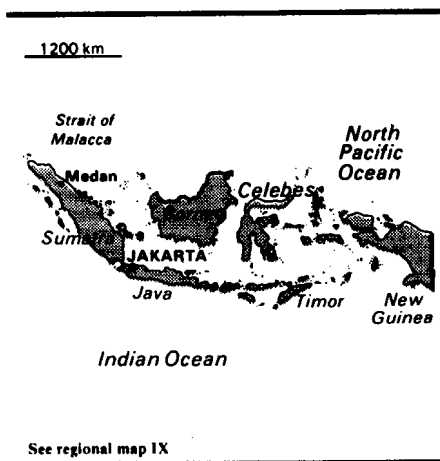 1200 km
Strait of
Malacca
North
Pacific
Ocean
Medan
Celebes
Borneo
Sumatra
JAKARTA
Java
Timor
New
Guinea
Indian Ocean
See regional map IX